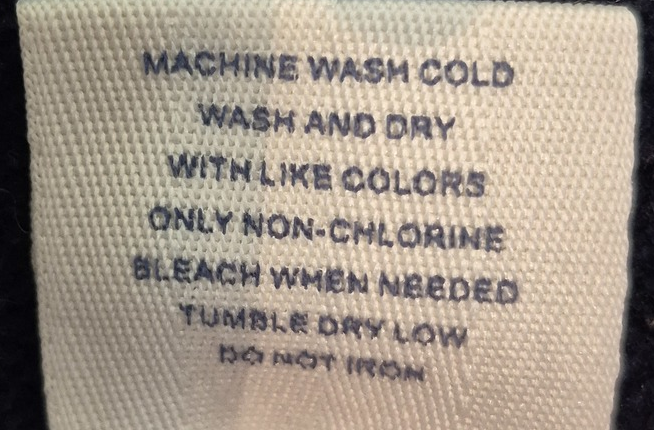 MACHINE WASH COLD
WASH AND DRY
WITH LIKE COLORS
ONLY NON-CHLORINE
BLEACH WHEN NEEDED
TUMBLE DRY LOW
DO NOT IRON